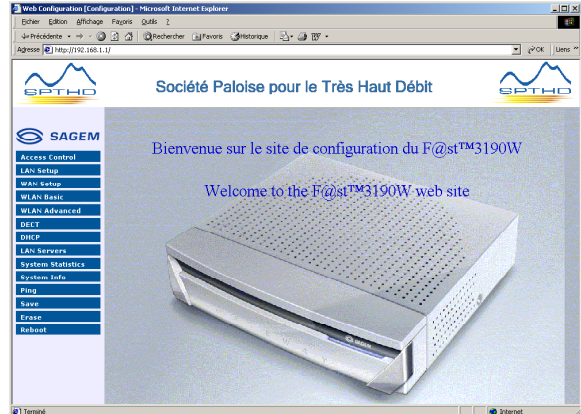 Web Configuration [Configuration] - Microsoft Internet Explorer
Fichier Edition Affichage Favoris Outils ?
Précédente Rechercher Favoris Historique
Adresse http://192.168.1.1/ OK Liens »
SPTHD Société Paloise pour le Très Haut Débit SPTHD
SAGEM
Bienvenue sur le site de configuration du F@st™3190W
Welcome to the F@st™3190W web site
Access Control
LAN Setup
WAN Setup
WLAN Basic
WLAN Advanced
DECT
DHCP
LAN Servers
System Statistics
System Info
Ping
Save
Erase
Reboot
SAGEM
Terminé Internet